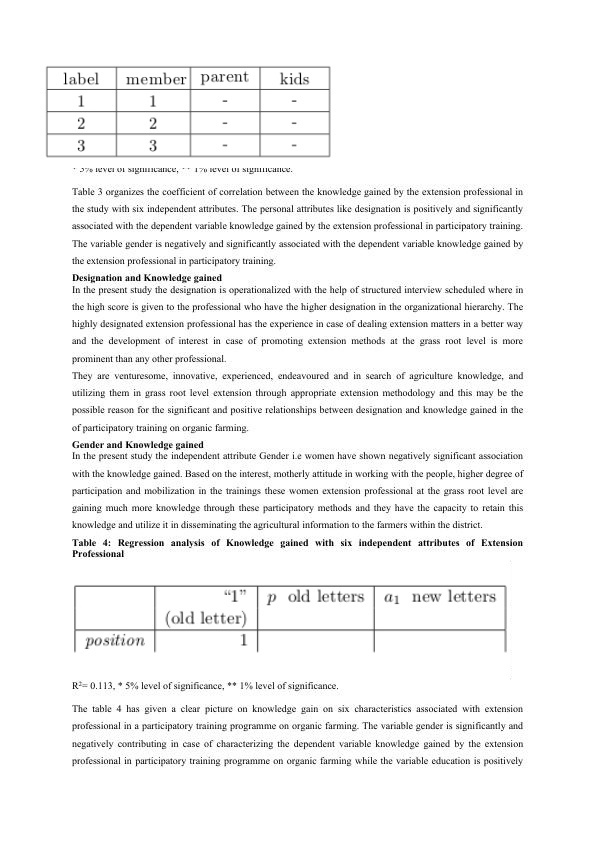 label member parent kids
1 1 - -
2 2 - -
3 3 - -
* 5% level of significance, ** 1% level of significance.
Table 3 organizes the coefficient of correlation between the knowledge gained by the extension professional in
the study with six independent attributes. The personal attributes like designation is positively and significantly
associated with the dependent variable knowledge gained by the extension professional in participatory training.
The variable gender is negatively and significantly associated with the dependent variable knowledge gained by
the extension professional in participatory training.
Designation and Knowledge gained
In the present study the designation is operationalized with the help of structured interview scheduled where in
the high score is given to the professional who have the higher designation in the organizational hierarchy. The
highly designated extension professional has the experience in case of dealing extension matters in a better way
and the development of interest in case of promoting extension methods at the grass root level is more
prominent than any other professional.
They are venturesome, innovative, experienced, endeavoured and in search of agriculture knowledge, and
utilizing them in grass root level extension through appropriate extension methodology and this may be the
possible reason for the significant and positive relationships between designation and knowledge gained in the
of participatory training on organic farming.
Gender and Knowledge gained
In the present study the independent attribute Gender i.e women have shown negatively significant association
with the knowledge gained. Based on the interest, motherly attitude in working with the people, higher degree of
participation and mobilization in the trainings these women extension professional at the grass root level are
gaining much more knowledge through these participatory methods and they have the capacity to retain this
knowledge and utilize it in disseminating the agricultural information to the farmers within the district.
Table 4: Regression analysis of Knowledge gained with six independent attributes of Extension
Professional
“1” p old letters a₁ new letters
(old letter)
position 1
R²= 0.113, * 5% level of significance, ** 1% level of significance.
The table 4 has given a clear picture on knowledge gain on six characteristics associated with extension
professional in a participatory training programme on organic farming. The variable gender is significantly and
negatively contributing in case of characterizing the dependent variable knowledge gained by the extension
professional in participatory training programme on organic farming while the variable education is positively